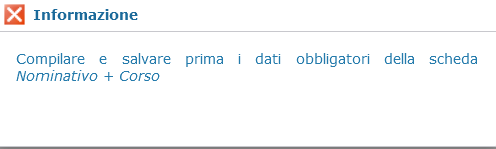 Informazione
Compilare e salvare prima i dati obbligatori della scheda
Nominativo + Corso